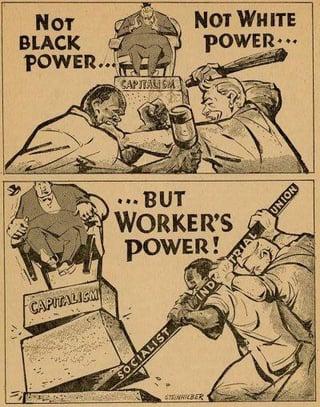 NOT
BLACK
POWER...
NOT WHITE
POWER...
CAPITALISM
...BUT
WORKER'S
POWER!
CAPITALISM
SOCIALIST INDUSTRIAL UNION
STEINHILBER